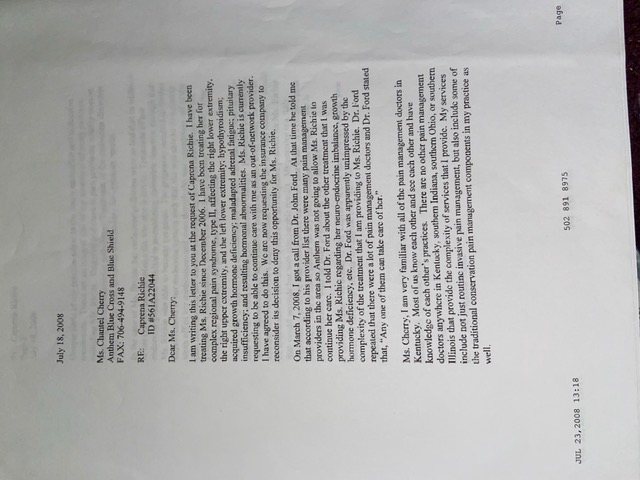 July 18, 2008
Ms. Chantel Cherry
Anthem Blue Cross and Blue Shield
FAX: 706-494-9148
RE: Caprena Richie
ID #561A22044
Dear Ms. Cherry:
I am writing this letter to you at the request of Caprena Richie. I have been
treating Ms. Richie since December 2006. I have been treating her for
complex regional pain syndrome, type II, affecting the right lower extremity,
the right upper extremity, and the left lower extremity; hypothyroidism;
acquired growth hormone deficiency; maladapted adrenal fatigue; pituitary
insufficiency; and resulting hormonal abnormalities. Ms. Richie is currently
requesting to be able to continue care with me as an out-of-network provider.
I have agreed to do this. We are now requesting the insurance company to
reconsider its decision to deny this opportunity for Ms. Richie.
On March 7, 2008, I got a call from Dr. John Ford. At that time he told me
that according to his provider list there were many pain management
providers in the area so Anthem was not going to allow Ms. Richie to
continue her care. I told Dr. Ford about the other treatment that I was
providing Ms. Richie regarding her neuro-endocrine imbalance, growth
hormone deficiency, etc. Dr. Ford was apparently unimpressed by the
complexity of the treatment that I am providing to Ms. Richie. Dr. Ford
repeated that there were a lot of pain management doctors and Dr. Ford stated
that, “Any one of them can take care of her.”
Ms. Cherry, I am very familiar with all of the pain management doctors in
Kentucky. Most of us know each other and see each other and have
knowledge of each other's practices. There are no other pain management
doctors anywhere in Kentucky, southern Indiana, southern Ohio, or southern
Illinois that provide the complexity of services that I provide. My services
include not just routine invasive pain management, but also include some of
the traditional conservation pain management components in my practice as
well.
JUL 23,2008 13:18
502 891 8975
Page